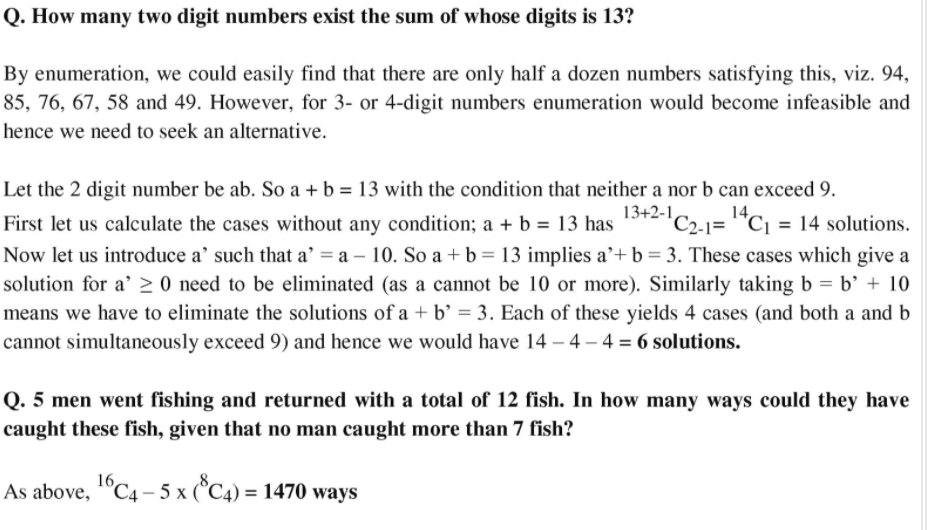 Q. How many two digit numbers exist the sum of whose digits is 13?
By enumeration, we could easily find that there are only half a dozen numbers satisfying this, viz. 94,
85, 76, 67, 58 and 49. However, for 3- or 4-digit numbers enumeration would become infeasible and
hence we need to seek an alternative.
Let the 2 digit number be ab. So a + b = 13 with the condition that neither a nor b can exceed 9.
First let us calculate the cases without any condition; a + b = 13 has ¹³⁺²⁻¹C₂₋₁= ¹⁴C₁ = 14 solutions.
Now let us introduce a’ such that a’ = a – 10. So a + b = 13 implies a’+ b = 3. These cases which give a
solution for a’ ≥ 0 need to be eliminated (as a cannot be 10 or more). Similarly taking b = b’ + 10
means we have to eliminate the solutions of a + b’ = 3. Each of these yields 4 cases (and both a and b
cannot simultaneously exceed 9) and hence we would have 14 – 4 – 4 = 6 solutions.
Q. 5 men went fishing and returned with a total of 12 fish. In how many ways could they have
caught these fish, given that no man caught more than 7 fish?
As above, ¹⁶C₄ – 5 x (⁸C₄) = 1470 ways